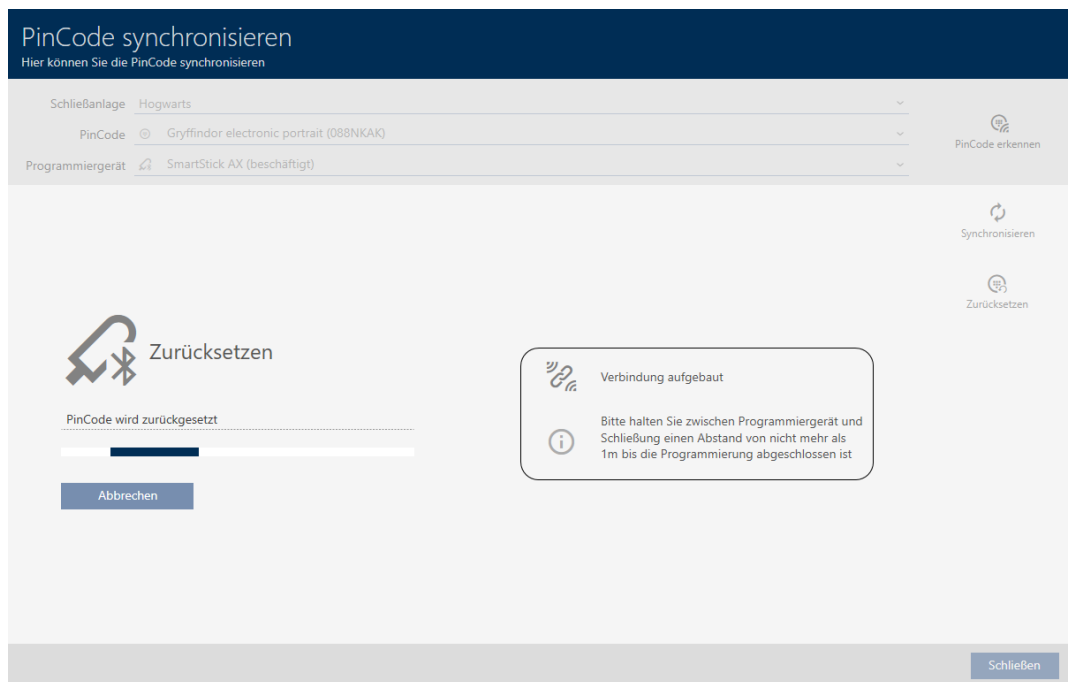 PinCode synchronisieren
Hier können Sie die PinCode synchronisieren
Schließanlage Hogwarts
PinCode Gryffindor electronic portrait (088NKAK)
Programmiergerät SmartStick AX (beschäftigt)
PinCode erkennen
Synchronisieren
Zurücksetzen
Zurücksetzen
PinCode wird zurückgesetzt
Abbrechen
Verbindung aufgebaut
Bitte halten Sie zwischen Programmiergerät und
Schließung einen Abstand von nicht mehr als
1m bis die Programmierung abgeschlossen ist
Schließen